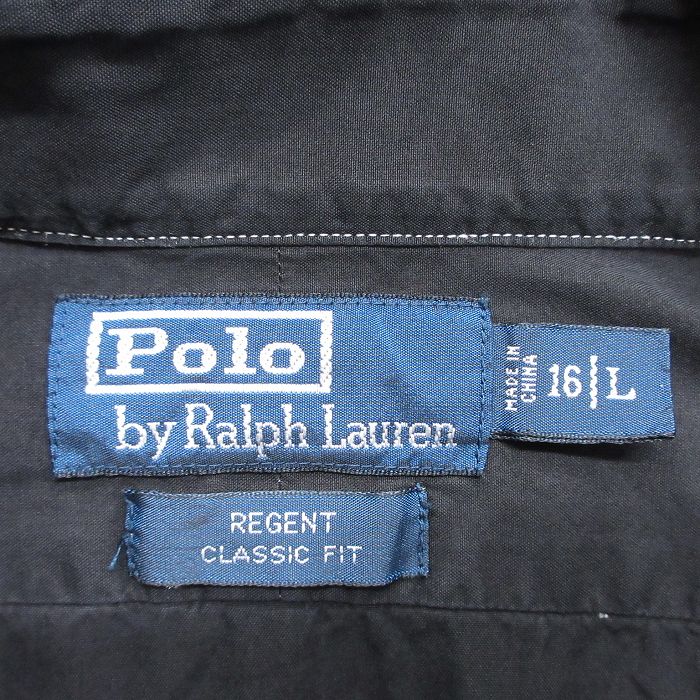 Polo
by Ralph Lauren
MADE IN
CHINA
16 | L
REGENT
CLASSIC FIT